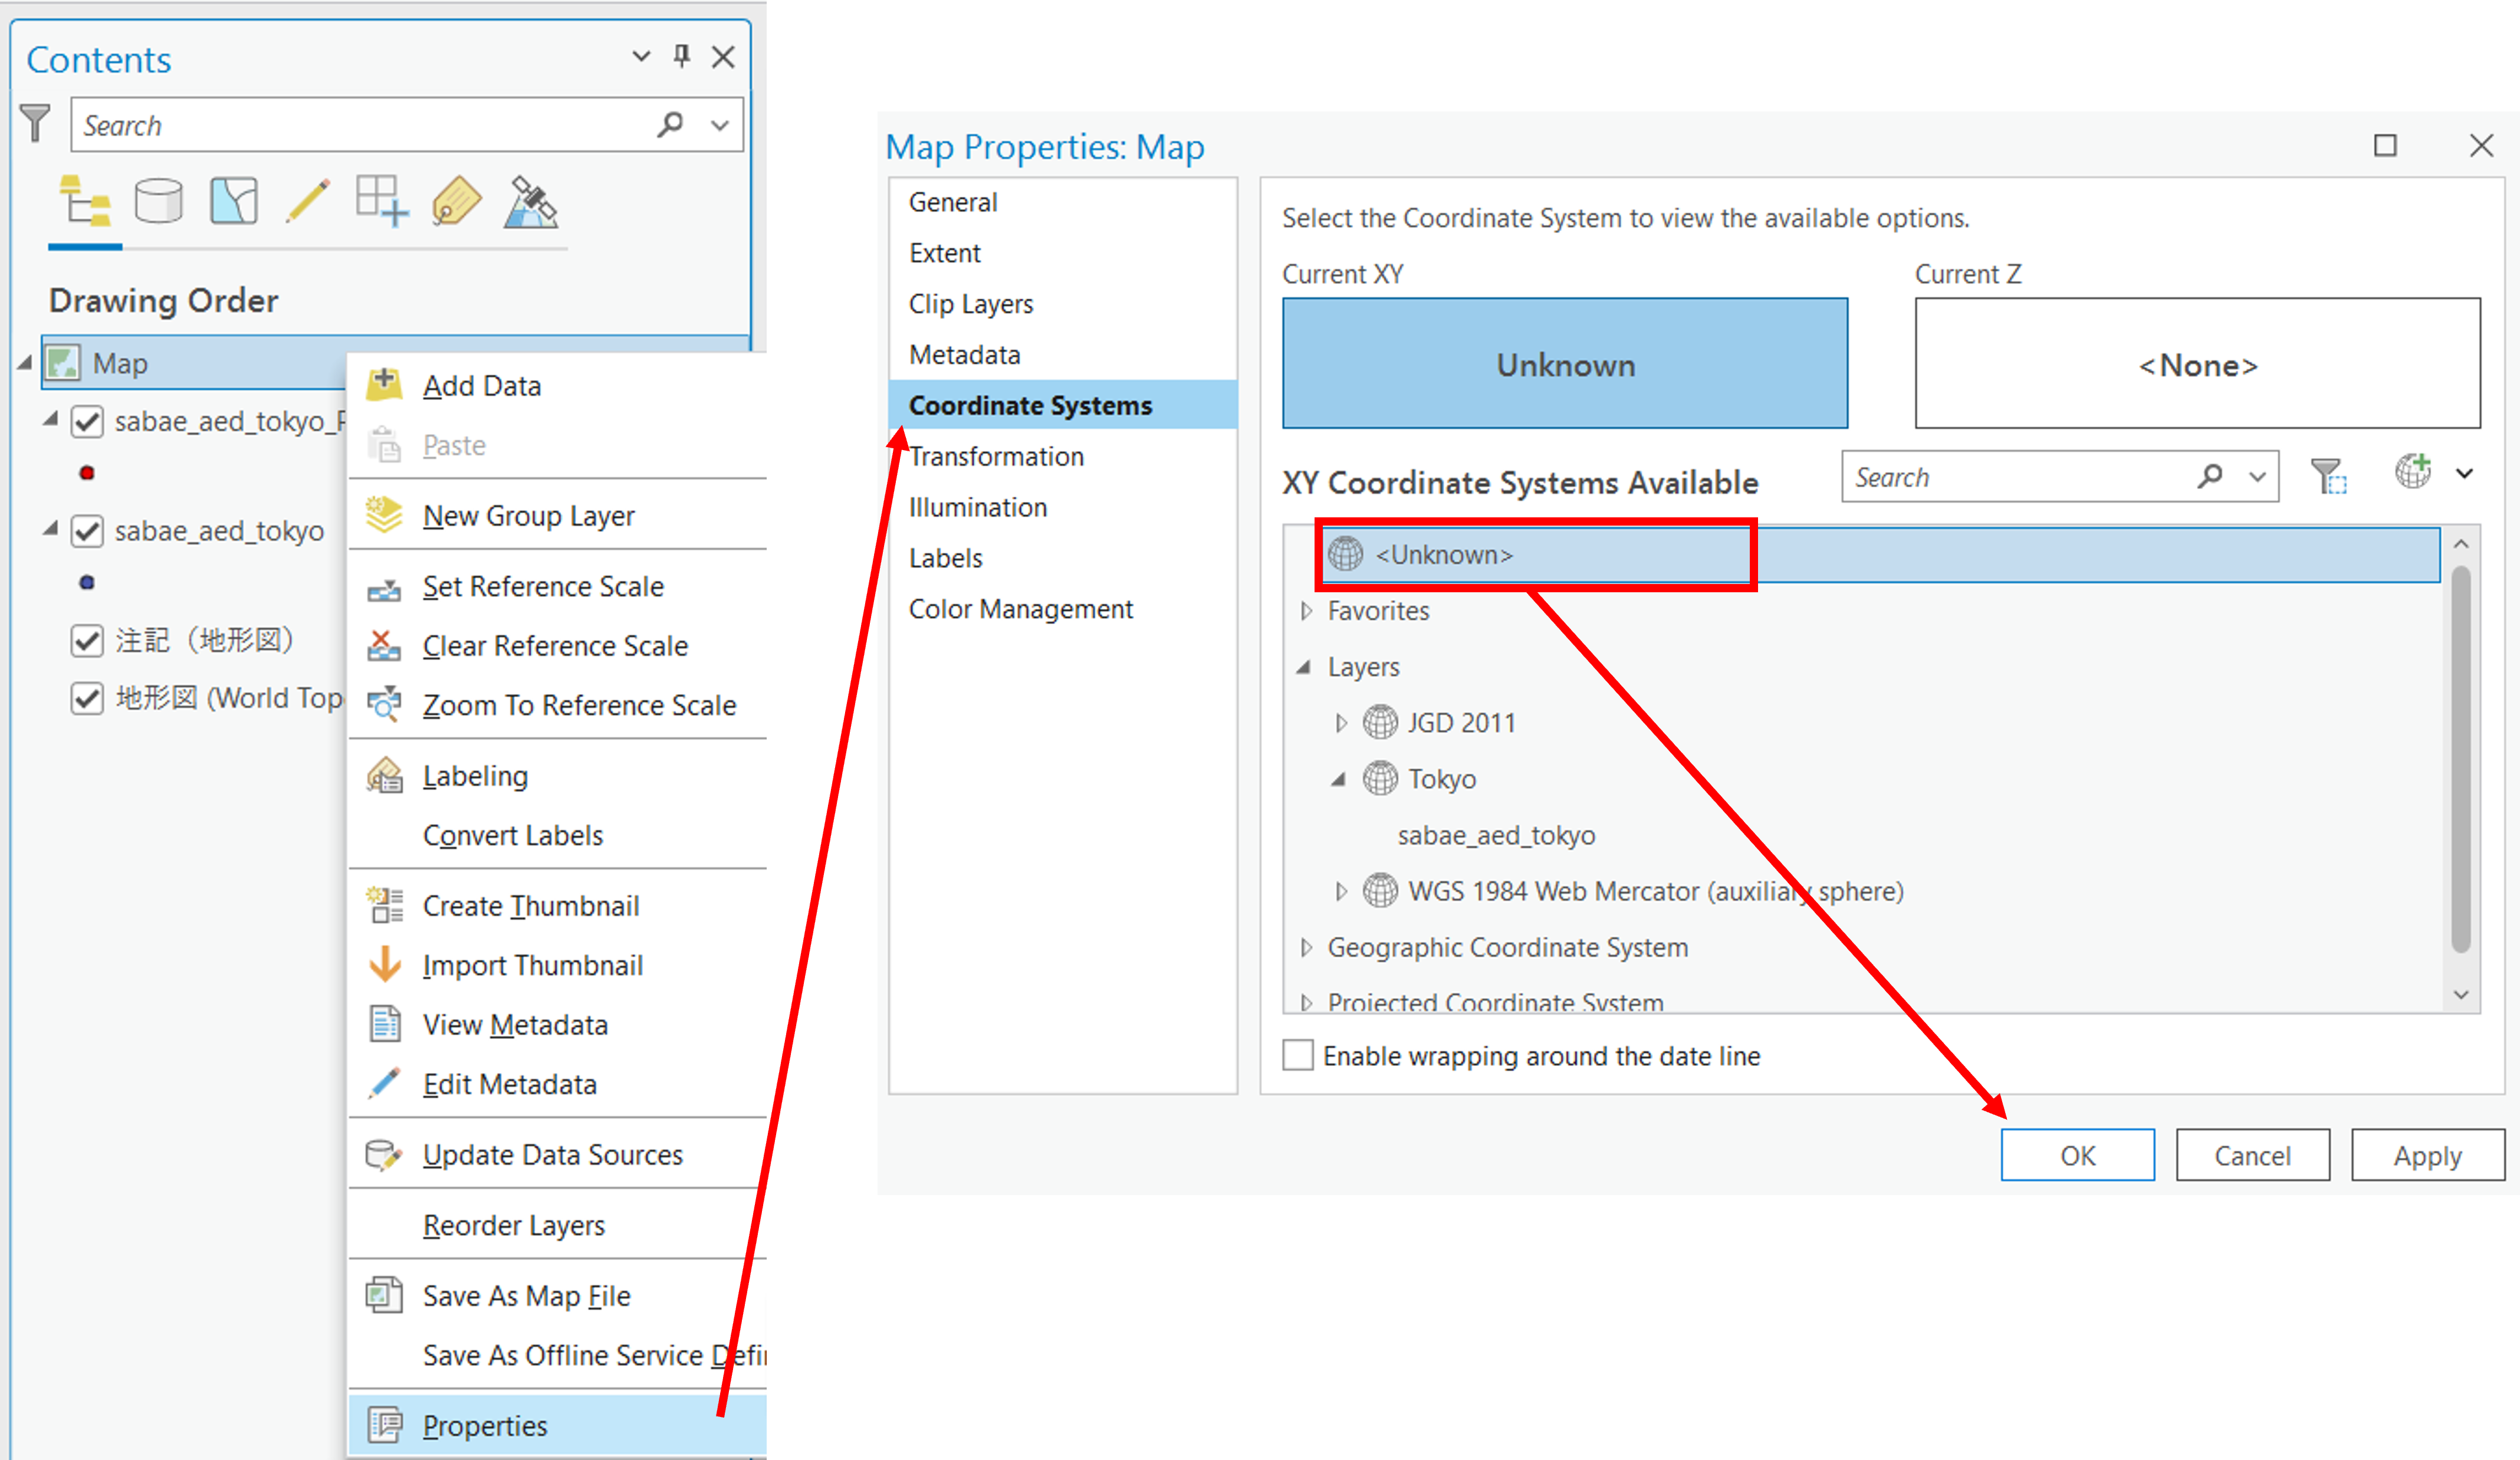 Contents
Search
Drawing Order
Map
sabae_aed_tokyo_P
sabae_aed_tokyo
注記（地形図）
地形図 (World Top
Add Data
Paste
New Group Layer
Set Reference Scale
Clear Reference Scale
Zoom To Reference Scale
Labeling
Convert Labels
Create Thumbnail
Import Thumbnail
View Metadata
Edit Metadata
Update Data Sources
Reorder Layers
Save As Map File
Save As Offline Service Defi
Properties
Map Properties: Map
General
Extent
Clip Layers
Metadata
Coordinate Systems
Transformation
Illumination
Labels
Color Management
Select the Coordinate System to view the available options.
Current XY
Current Z
Unknown
<None>
XY Coordinate Systems Available
Search
<Unknown>
Favorites
Layers
JGD 2011
Tokyo
sabae_aed_tokyo
WGS 1984 Web Mercator (auxiliary sphere)
Geographic Coordinate System
Projected Coordinate System
Enable wrapping around the date line
OK
Cancel
Apply